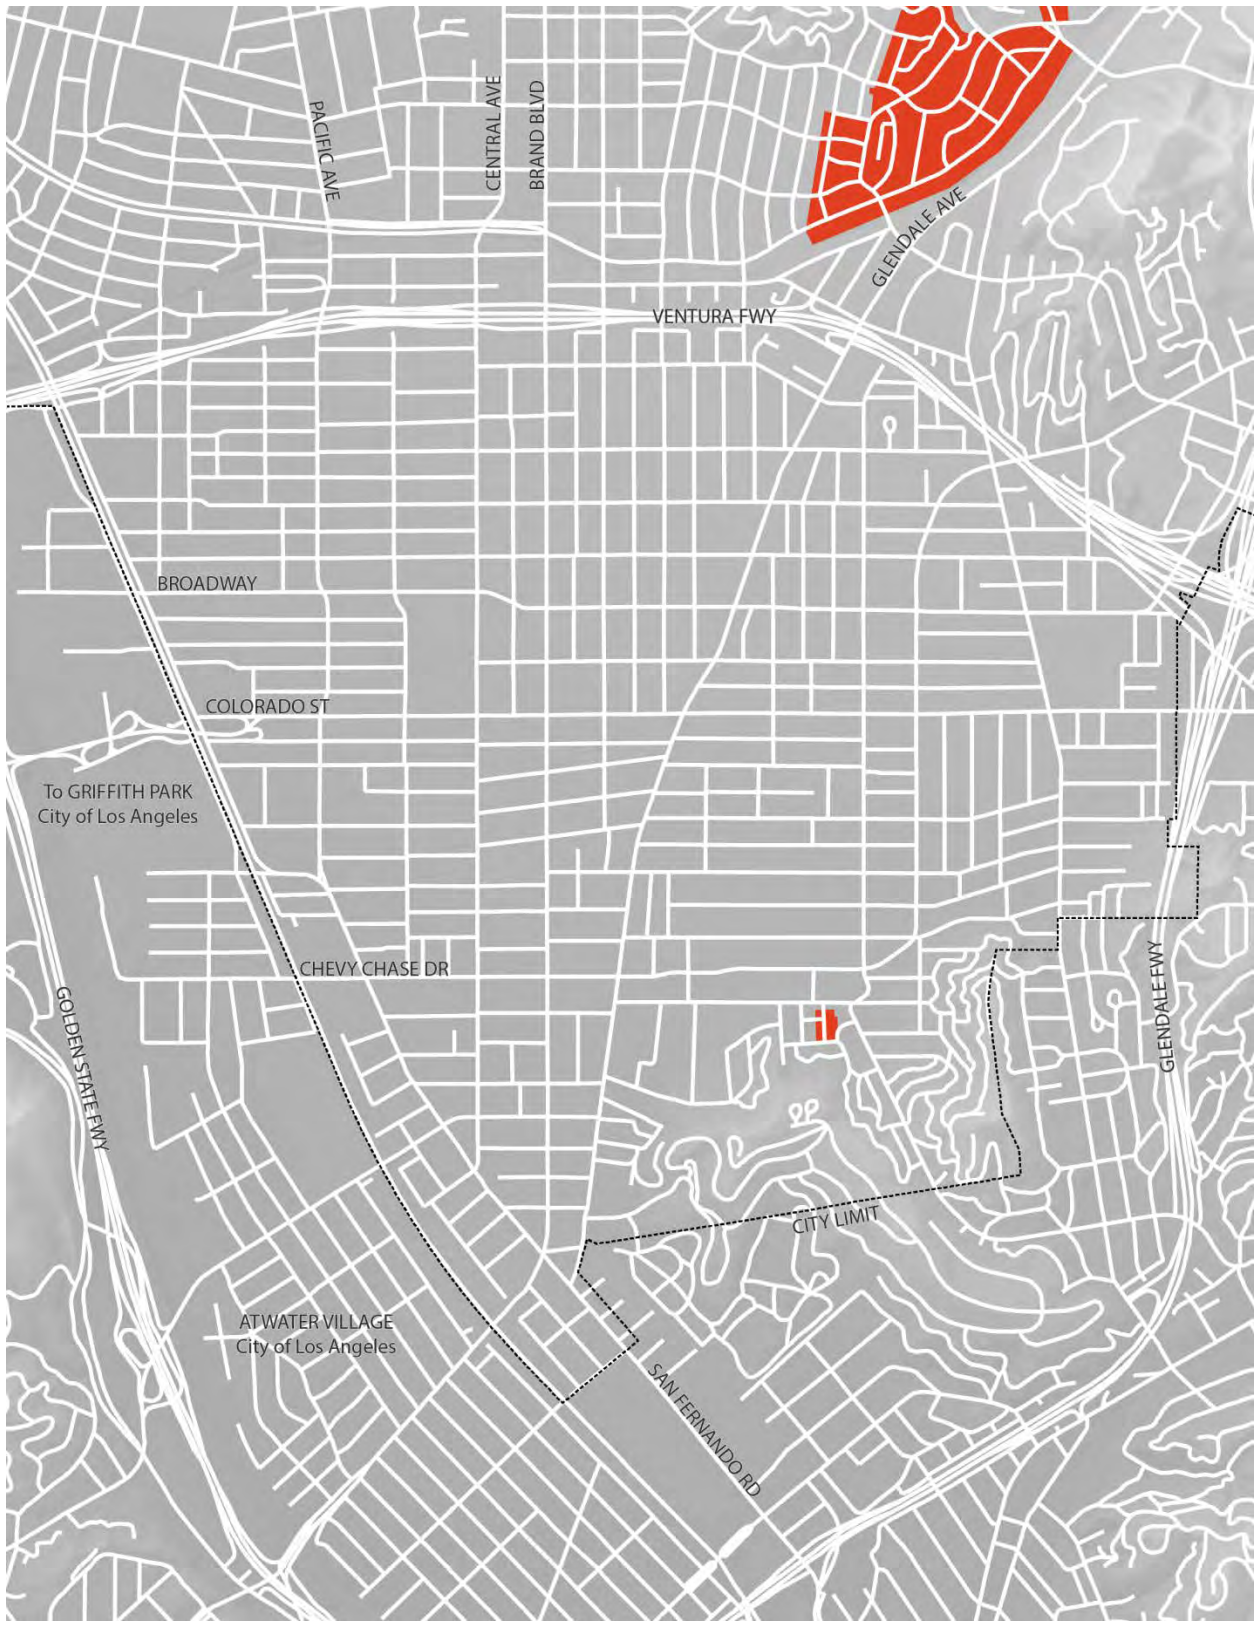 PACIFIC AVE
CENTRAL AVE
BRAND BLVD
GLENDALE AVE
VENTURA FWY
BROADWAY
COLORADO ST
To GRIFFITH PARK
City of Los Angeles
CHEVY CHASE DR
GOLDEN STATE FWY
GLENDALE FWY
CITY LIMIT
ATWATER VILLAGE
City of Los Angeles
SAN FERNANDO RD